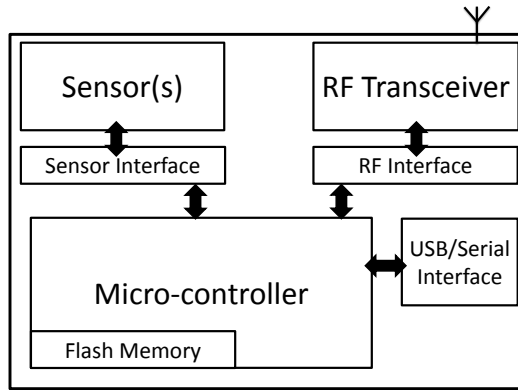 Sensor(s)
RF Transceiver
Sensor Interface
RF Interface
Micro-controller
USB/Serial
Interface
Flash Memory